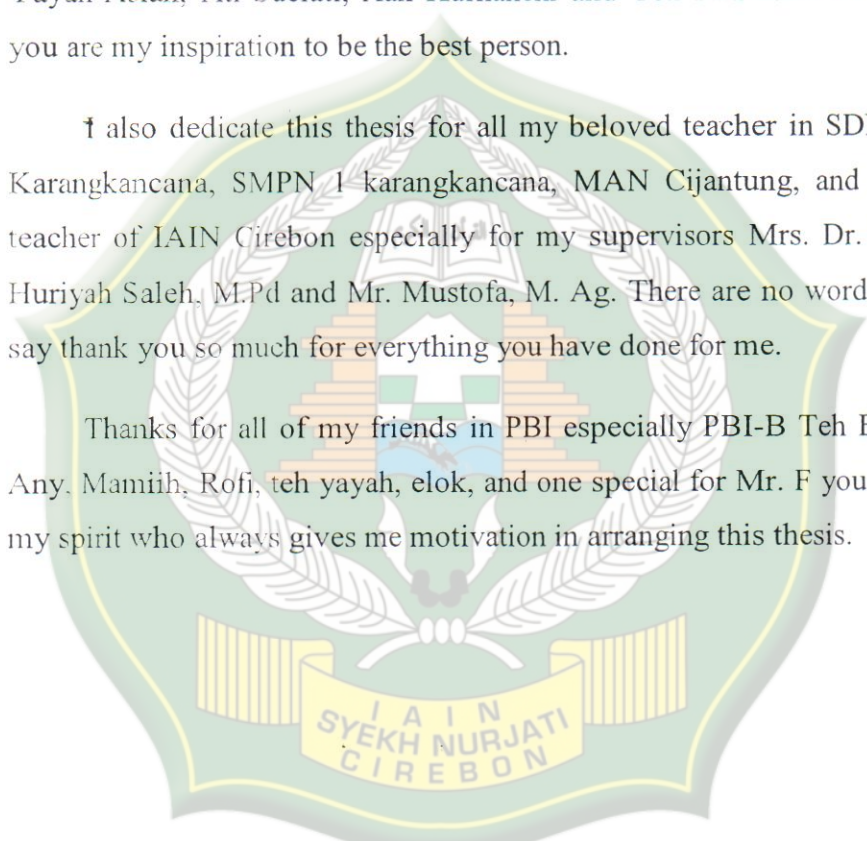 you are my inspiration to be the best person.
I also dedicate this thesis for all my beloved teacher in
Karangkancana, SMPN 1 karangkancana, MAN Cijantung, and
teacher of IAIN Cirebon especially for my supervisors Mrs. Dr.
Huriyah Saleh, M.Pd and Mr. Mustofa, M. Ag. There are no word
say thank you so much for everything you have done for me.
Thanks for all of my friends in PBI especially PBI-B Teh
Any, Mamiih, Rofi, teh yayah, elok, and one special for Mr. F you
my spirit who always gives me motivation in arranging this thesis.
IAIN
SYEKH NURJATI
CIREBON